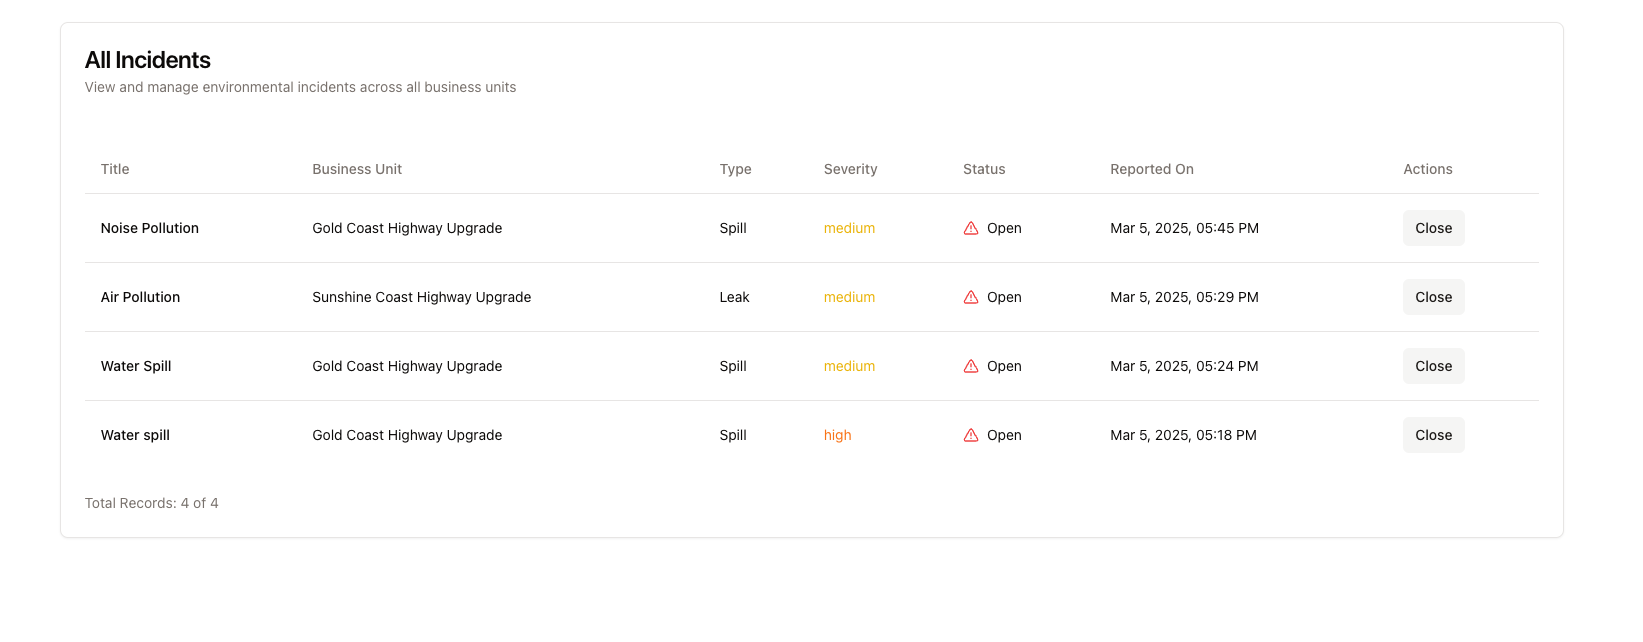 All Incidents
View and manage environmental incidents across all business units
Title Business Unit Type Severity Status Reported On Actions
Noise Pollution Gold Coast Highway Upgrade Spill medium Open Mar 5, 2025, 05:45 PM Close
Air Pollution Sunshine Coast Highway Upgrade Leak medium Open Mar 5, 2025, 05:29 PM Close
Water Spill Gold Coast Highway Upgrade Spill medium Open Mar 5, 2025, 05:24 PM Close
Water spill Gold Coast Highway Upgrade Spill high Open Mar 5, 2025, 05:18 PM Close
Total Records: 4 of 4